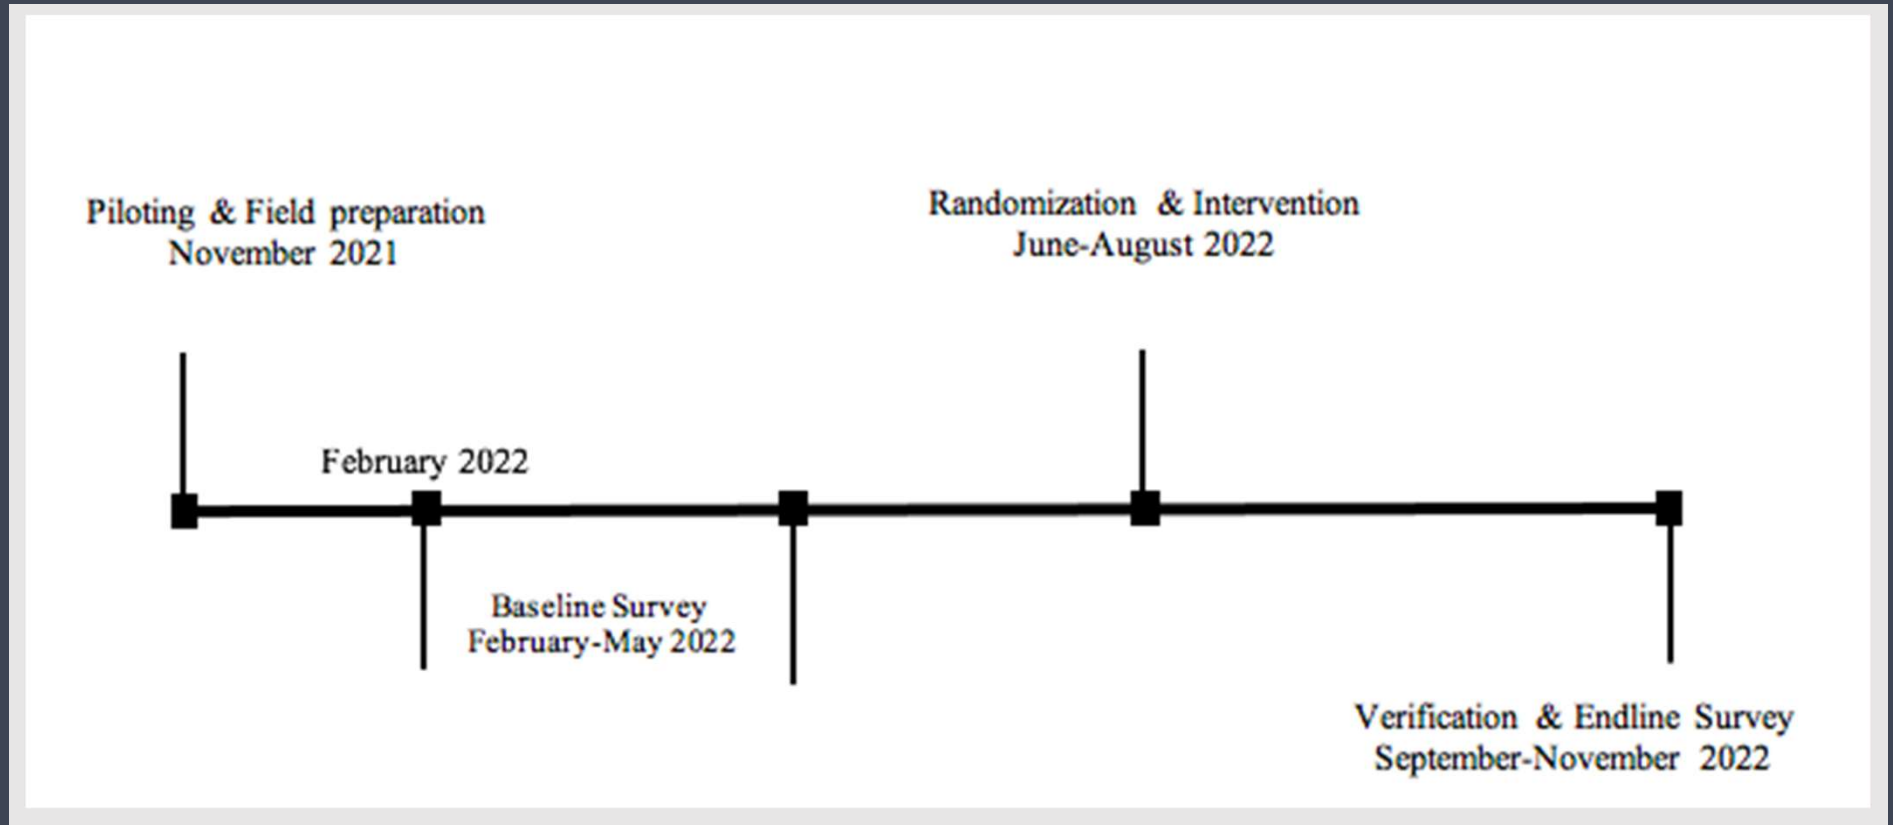 Piloting & Field preparation
November 2021
Randomization & Intervention
June-August 2022
February 2022
Baseline Survey
February-May 2022
Verification & Endline Survey
September-November 2022